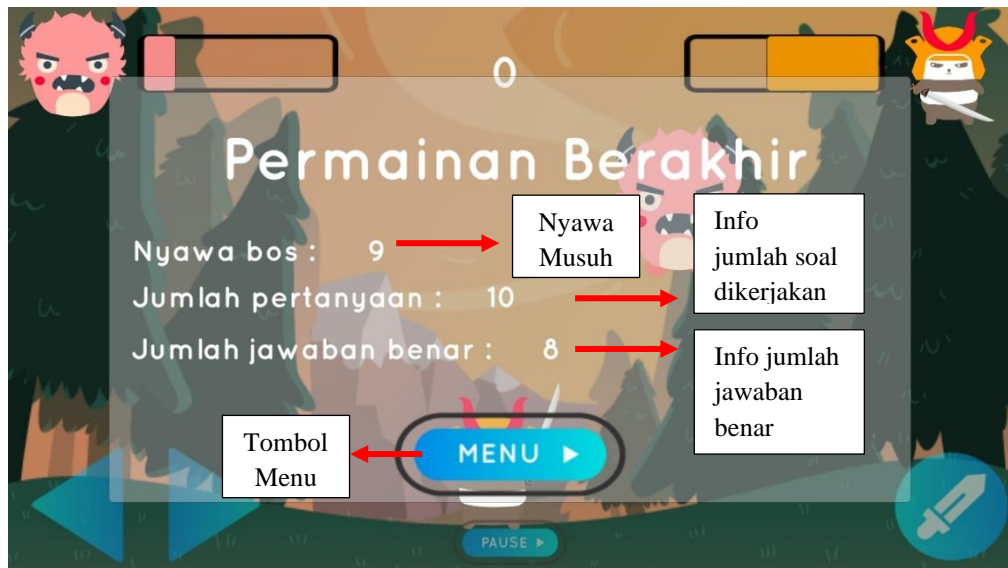 0
Permainan Berakhir
Nyawa bos : 9
Nyawa
Musuh
Info
jumlah soal
dikerjakan
Jumlah pertanyaan : 10
Jumlah jawaban benar : 8
Info jumlah
jawaban
benar
Tombol
Menu
MENU
PAUSE